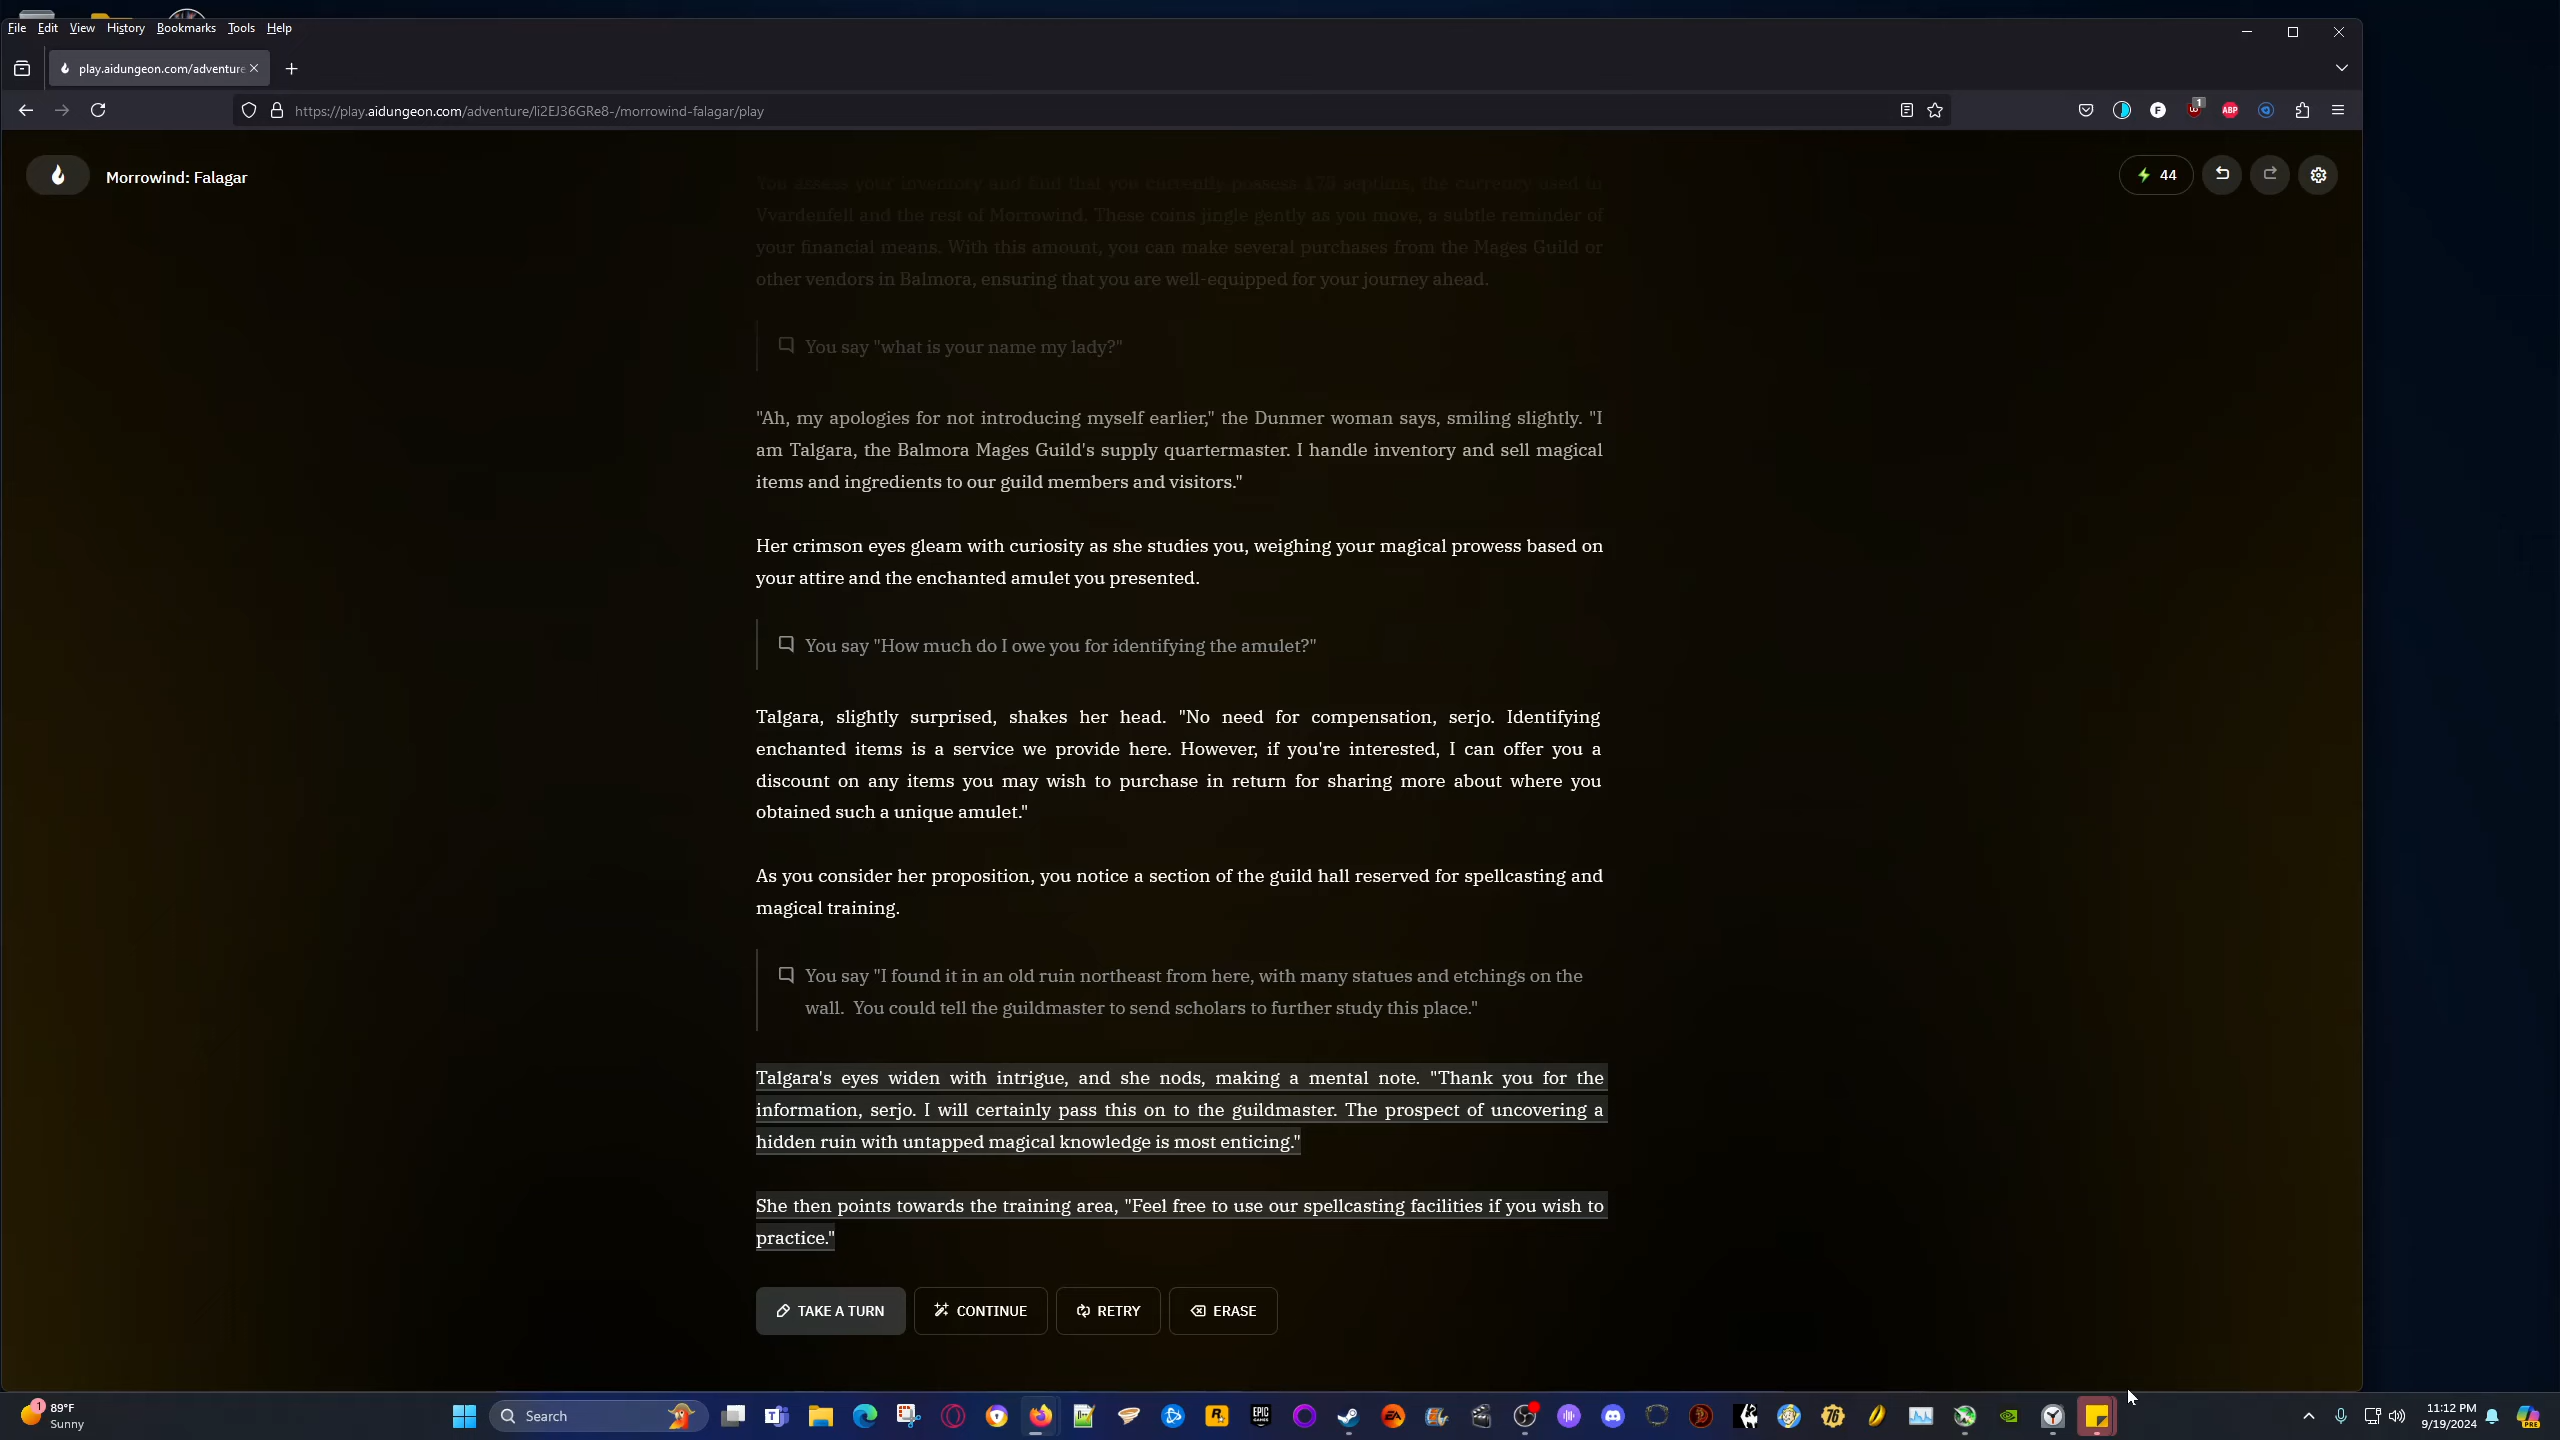 File Edit View History Bookmarks Tools Help
play.aidungeon.com/adventure
https://play.aidungeon.com/adventure/li2EJ36GRe8-/morrowind-falagar/play
1
ABP
Morrowind: Falagar
44
You assess your inventory and find that you currently possess 175 septims, the currency used in
Vvardenfell and the rest of Morrowind. These coins jingle gently as you move, a subtle reminder of
your financial means. With this amount, you can make several purchases from the Mages Guild or
other vendors in Balmora, ensuring that you are well-equipped for your journey ahead.
You say "what is your name my lady?"
"Ah, my apologies for not introducing myself earlier," the Dunmer woman says, smiling slightly. "I
am Talgara, the Balmora Mages Guild's supply quartermaster. I handle inventory and sell magical
items and ingredients to our guild members and visitors."
Her crimson eyes gleam with curiosity as she studies you, weighing your magical prowess based on
your attire and the enchanted amulet you presented.
You say "How much do I owe you for identifying the amulet?"
Talgara, slightly surprised, shakes her head. "No need for compensation, serjo. Identifying
enchanted items is a service we provide here. However, if you're interested, I can offer you a
discount on any items you may wish to purchase in return for sharing more about where you
obtained such a unique amulet."
As you consider her proposition, you notice a section of the guild hall reserved for spellcasting and
magical training.
You say "I found it in an old ruin northeast from here, with many statues and etchings on the
wall.  You could tell the guildmaster to send scholars to further study this place."
Talgara's eyes widen with intrigue, and she nods, making a mental note. "Thank you for the
information, serjo. I will certainly pass this on to the guildmaster. The prospect of uncovering a
hidden ruin with untapped magical knowledge is most enticing."
She then points towards the training area, "Feel free to use our spellcasting facilities if you wish to
practice."
TAKE A TURN CONTINUE RETRY ERASE
1
89°F
Sunny
Search
EPIC
EA
76
PRE
11:12 PM
9/19/2024